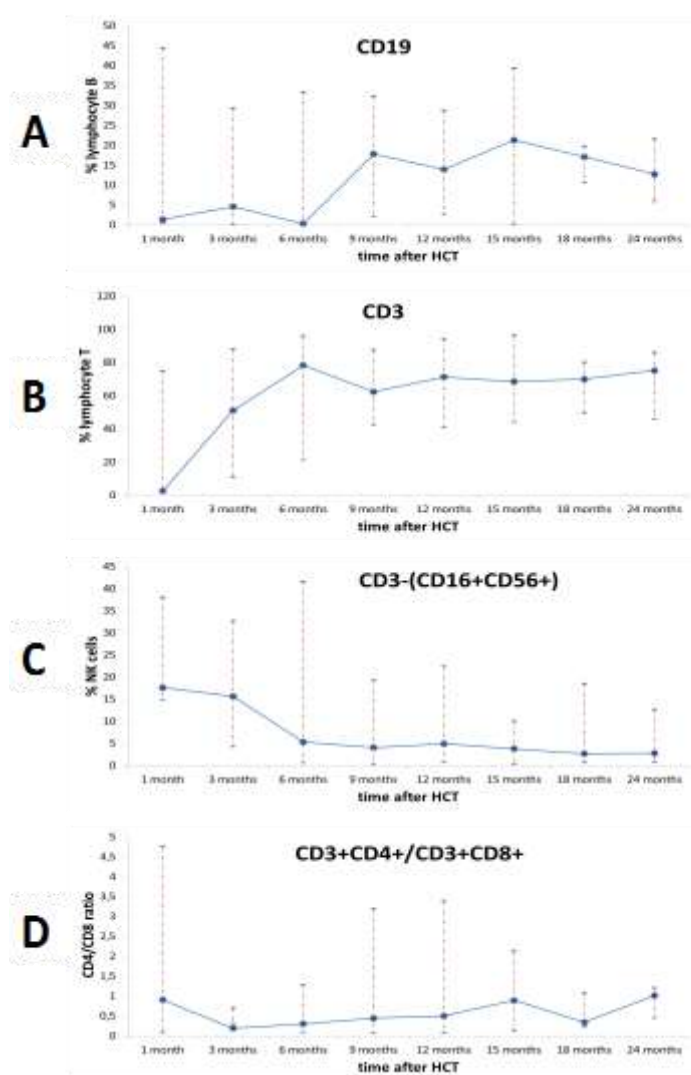 A
CD19
% lymphocyte B
50
45
40
35
30
25
20
15
10
5
0
1 month 3 months 6 months 9 months 12 months 15 months 18 months 24 months
time after HCT
B
CD3
% lymphocyte T
120
100
80
60
40
20
0
1 month 3 months 6 months 9 months 12 months 15 months 18 months 24 months
time after HCT
C
CD3-(CD16+CD56+)
% NK cells
45
40
35
30
25
20
15
10
5
0
1 month 3 months 6 months 9 months 12 months 15 months 18 months 24 months
time after HCT
D
CD3+CD4+/CD3+CD8+
CD4/CD8 ratio
5
4,5
4
3,5
3
2,5
2
1,5
1
0,5
0
1 month 3 months 6 months 9 months 12 months 15 months 18 months 24 months
time after HCT